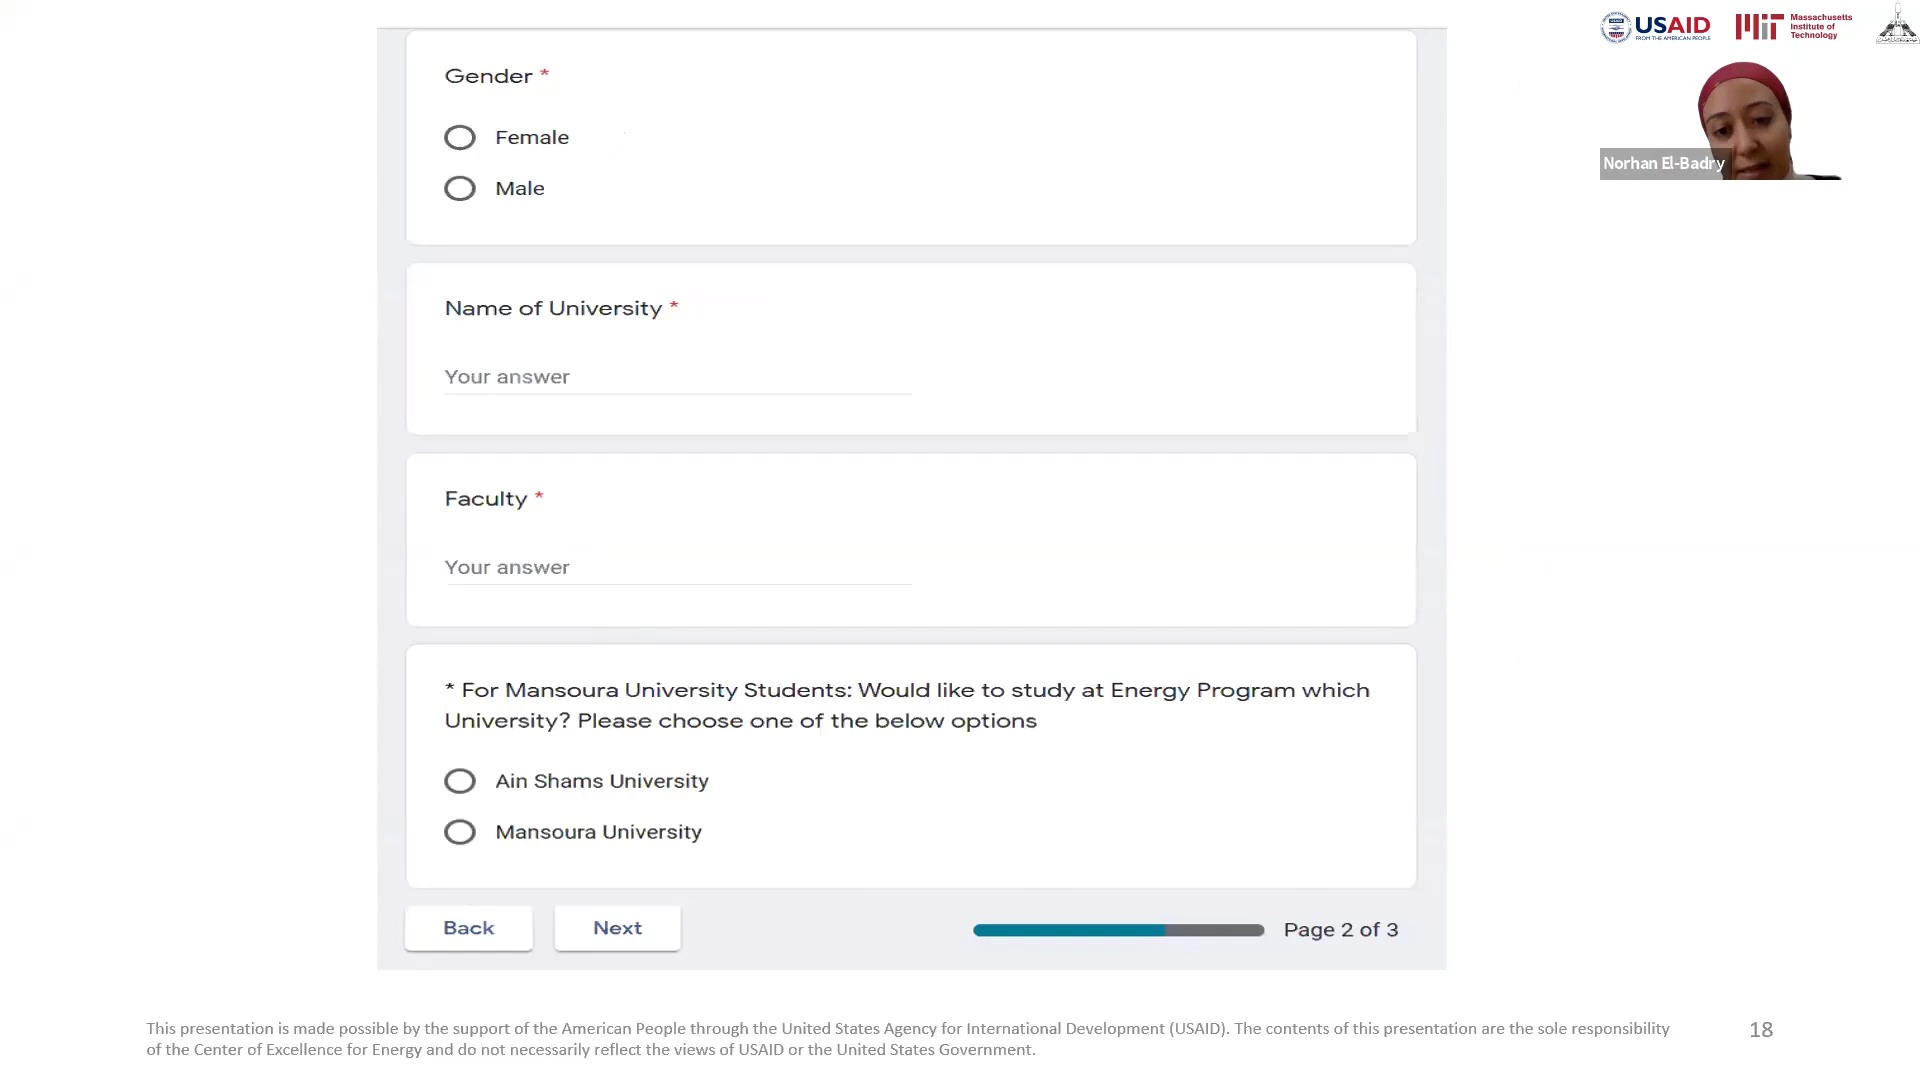 USAID
FROM THE AMERICAN PEOPLE
Massachusetts
Institute of
Technology
Norhan El-Badry
Gender *
Female
Male
Name of University *
Your answer
Faculty *
Your answer
* For Mansoura University Students: Would like to study at Energy Program which
University? Please choose one of the below options
Ain Shams University
Mansoura University
Back
Next
Page 2 of 3
This presentation is made possible by the support of the American People through the United States Agency for International Development (USAID). The contents of this presentation are the sole responsibility
of the Center of Excellence for Energy and do not necessarily reflect the views of USAID or the United States Government.
18